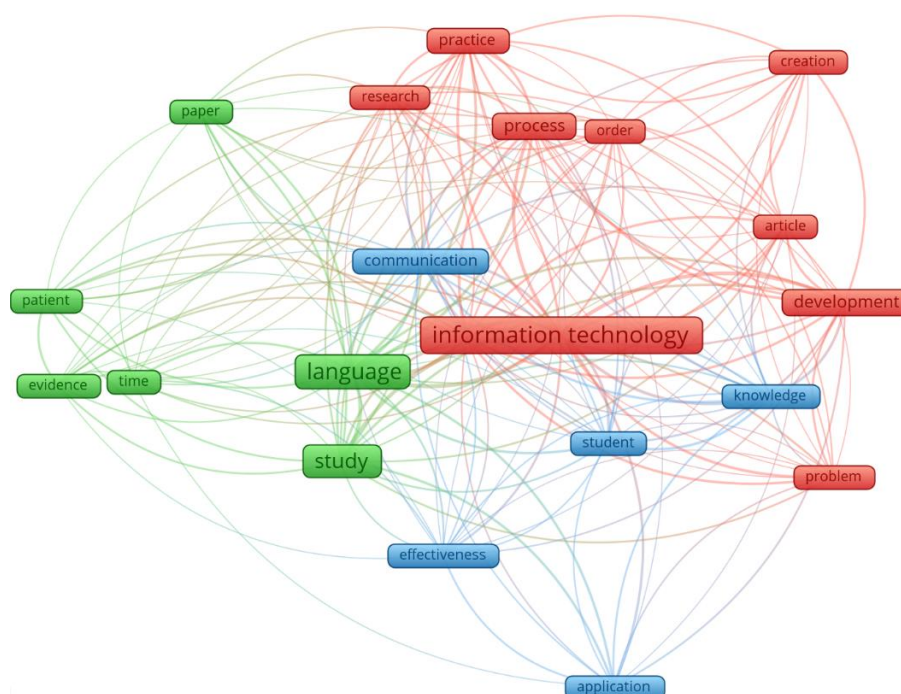 practice
creation
research
paper
process
order
article
communication
patient
development
information technology
language
evidence
time
knowledge
student
study
problem
effectiveness
application